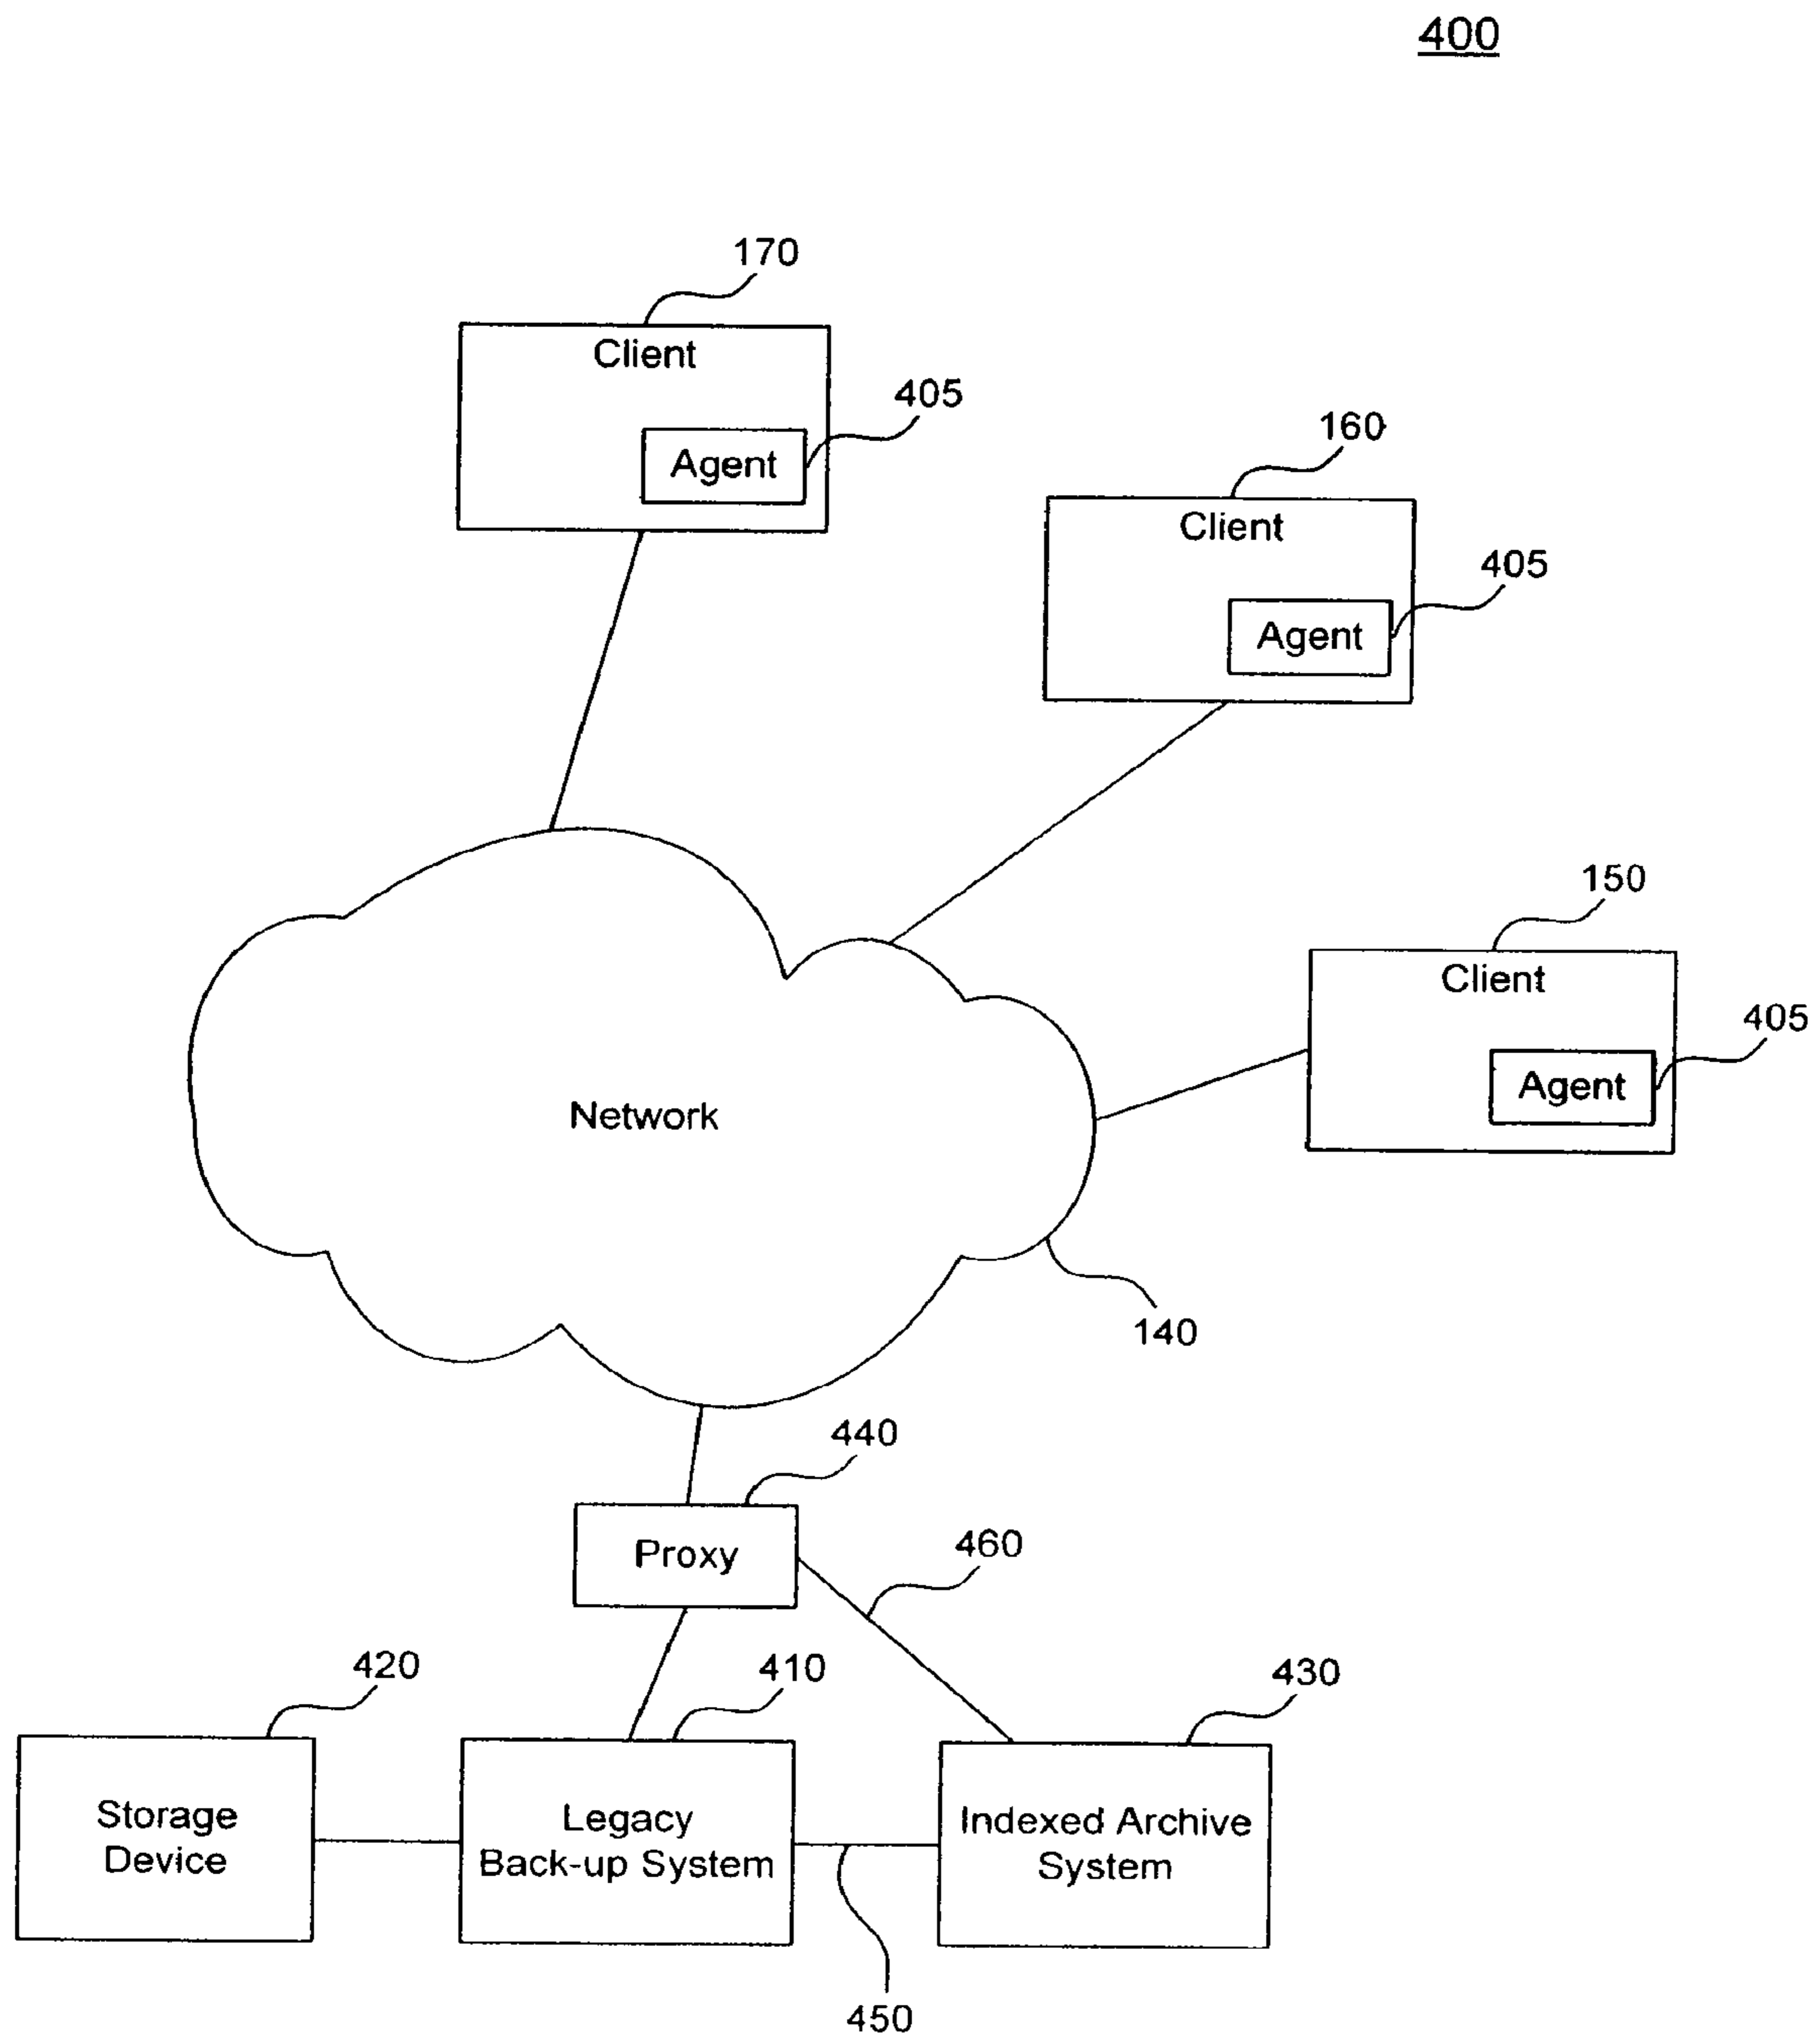 400
170
Client
405
Agent
160
Client
405
Agent
150
Client
405
Agent
Network
140
440
Proxy
460
420
410
430
Storage
Device
Legacy
Back-up System
Indexed Archive
System
450